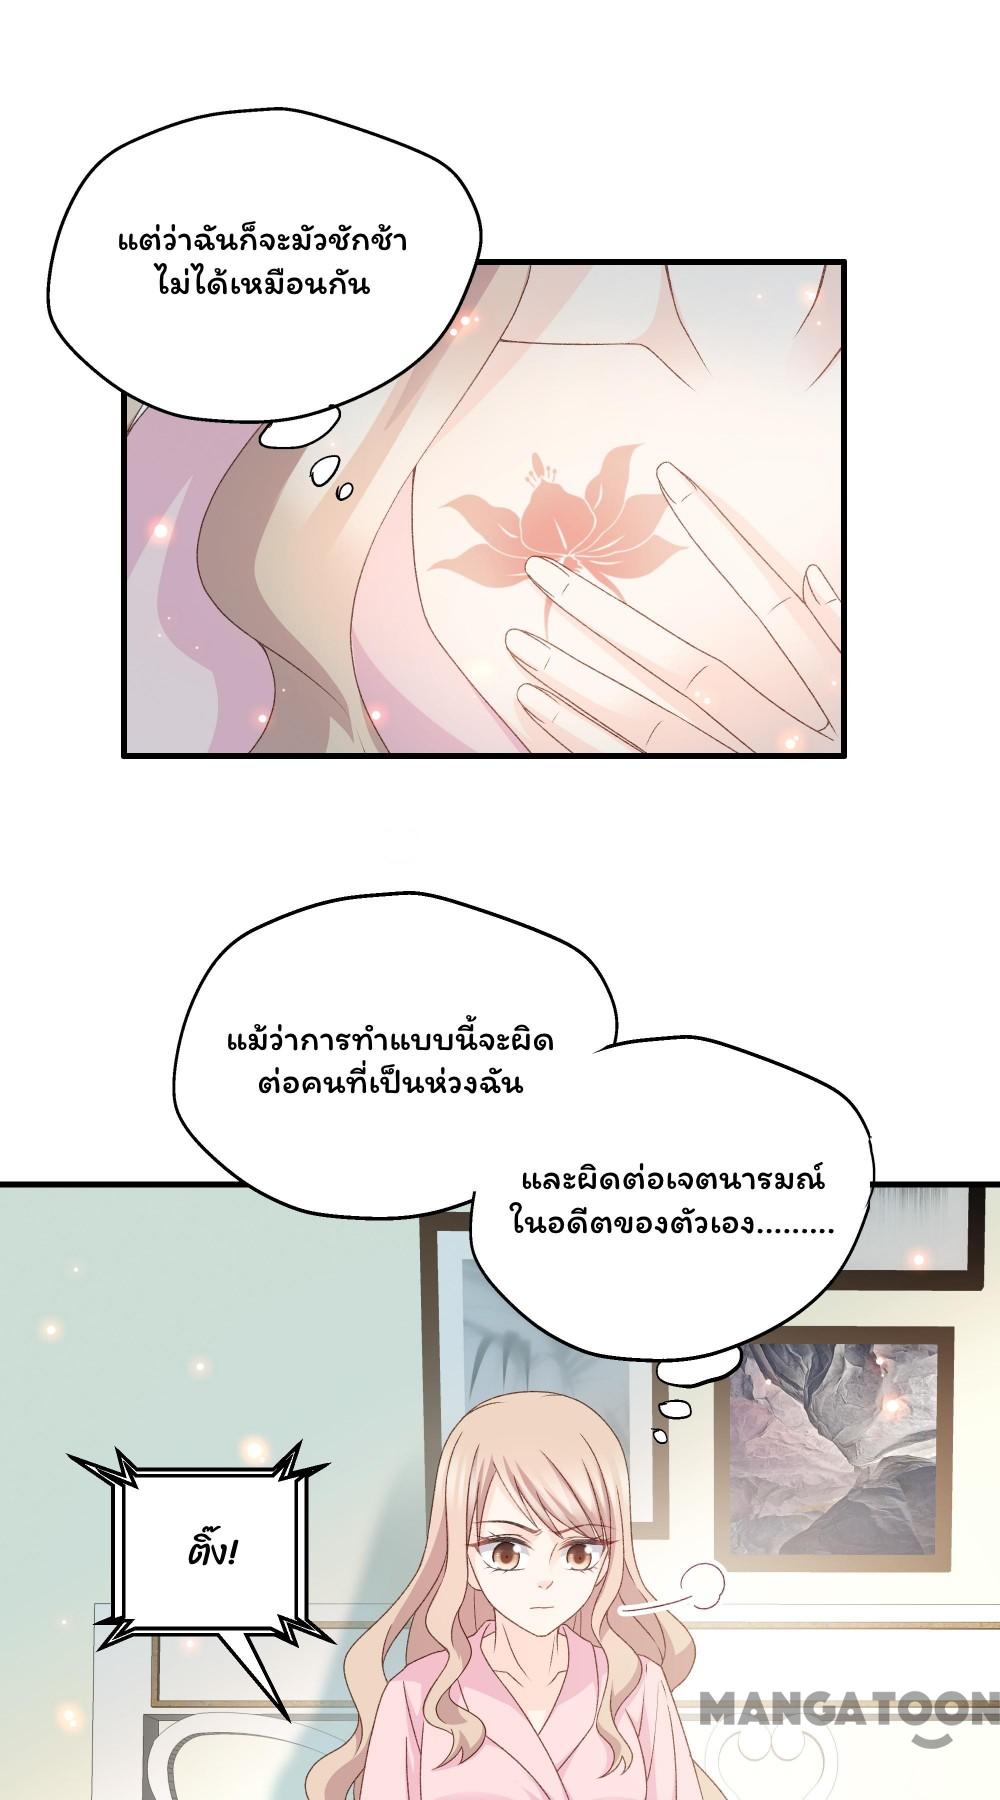 แต่ว่าฉันก็จะมัวชักช้า
ไม่ได้เหมือนกัน
แม้ว่าการทำแบบนี้จะผิด
ต่อคนที่เป็นห่วงฉัน
และผิดต่อเจตนารมณ์
ในอดีตของตัวเอง.........
ติ๊ง!
MANGATOON